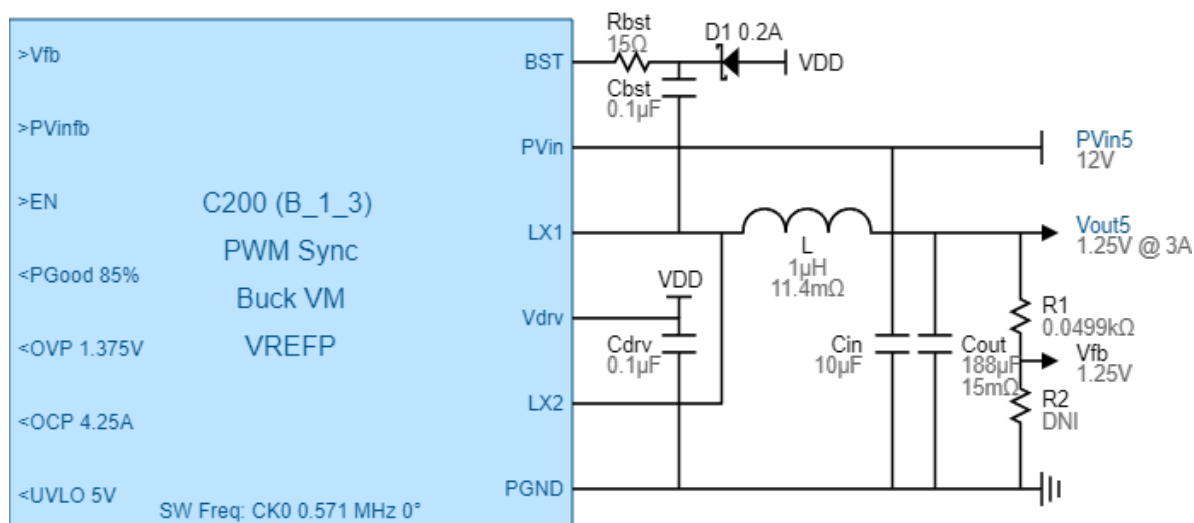 >Vfb
>PVinfb
>EN
<PGood 85%
<OVP 1.375V
<OCP 4.25A
<UVLO 5V
C200 (B_1_3)
PWM Sync
Buck VM
VREFP
SW Freq: CK0 0.571 MHz 0°
BST
PVin
LX1
Vdrv
LX2
PGND
Rbst
15Ω
D1 0.2A
VDD
Cbst
0.1µF
PVin5
12V
L
1µH
11.4mΩ
Vout5
1.25V @ 3A
VDD
Cdrv
0.1µF
Cin
10µF
Cout
188µF
15mΩ
R1
0.0499kΩ
Vfb
1.25V
R2
DNI